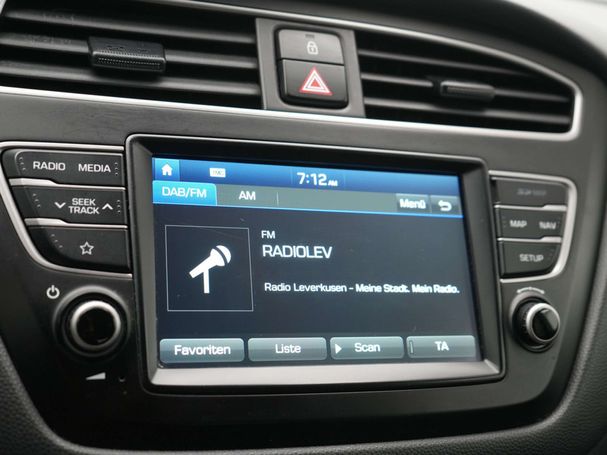 RADIO MEDIA
SEEK
TRACK
7:12 AM
DAB/FM AM Menü
FM
RADIOLEV
Radio Leverkusen - Meine Stadt. Mein Radio.
Favoriten Liste Scan TA
MAP NAV
SETUP